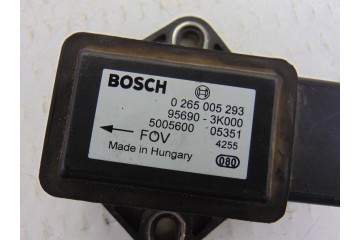 BOSCH
0 265 005 293
95690 - 3K000
5005600 05351
← FOV 4255
Made in Hungary 080